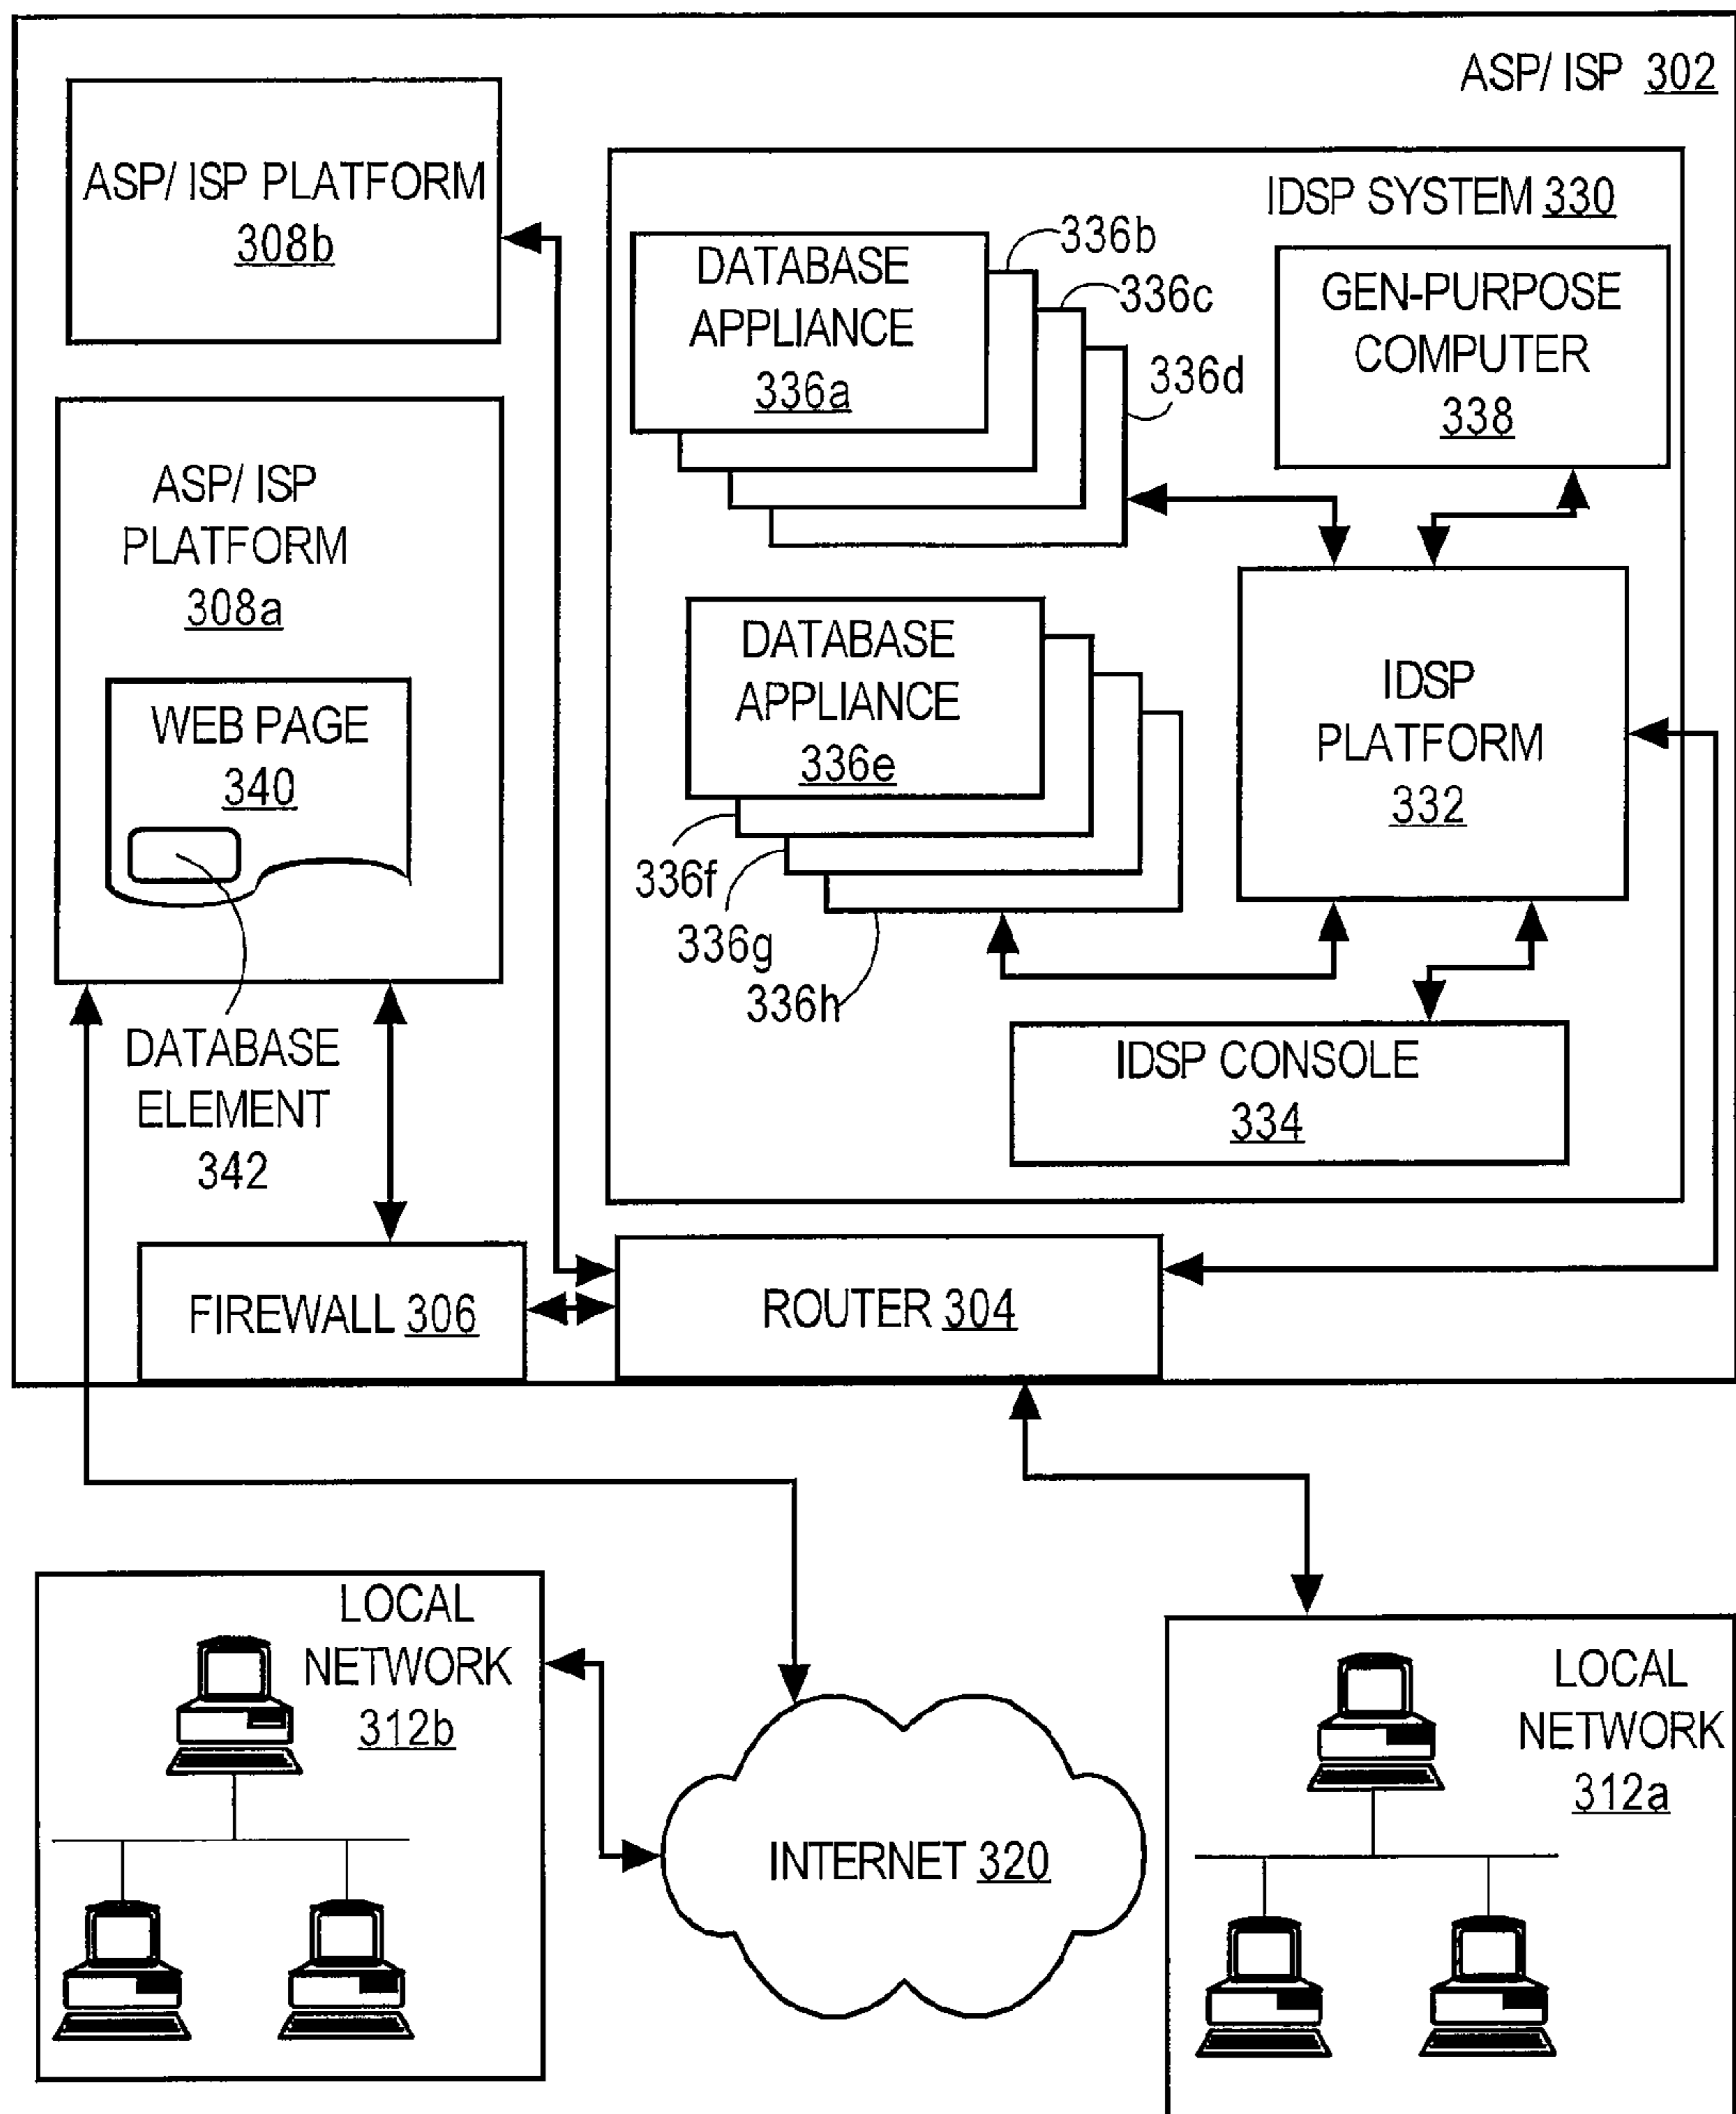 ASP/ ISP 302
ASP/ ISP PLATFORM
308b
IDSP SYSTEM 330
DATABASE
APPLIANCE
336a
336b
336c
336d
GEN-PURPOSE
COMPUTER
338
ASP/ ISP
PLATFORM
308a
WEB PAGE
340
DATABASE
APPLIANCE
336e
336f
336g
336h
IDSP
PLATFORM
332
DATABASE
ELEMENT
342
IDSP CONSOLE
334
FIREWALL 306
ROUTER 304
LOCAL
NETWORK
312b
INTERNET 320
LOCAL
NETWORK
312a